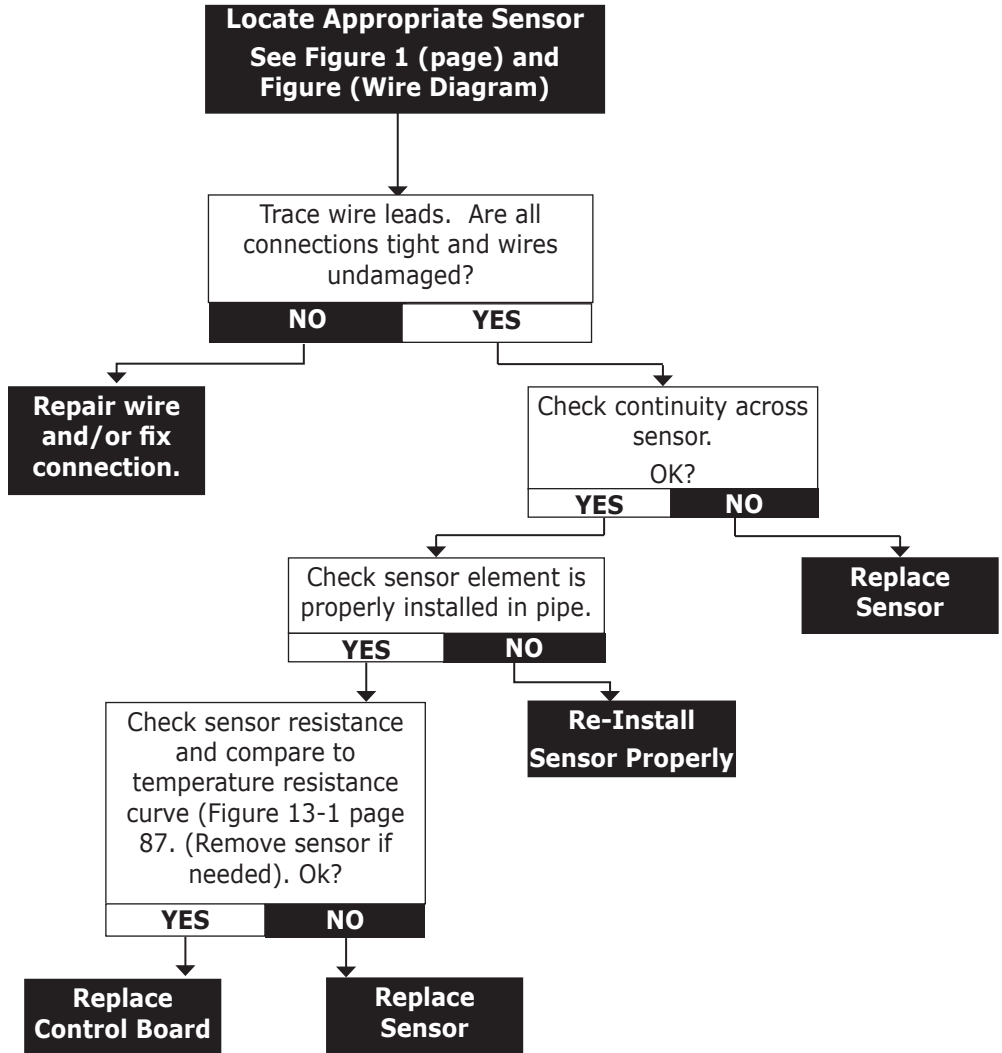 Locate Appropriate Sensor
See Figure 1 (page) and
Figure (Wire Diagram)
Trace wire leads. Are all
connections tight and wires
undamaged?
NO
YES
Repair wire
and/or fix
connection.
Check continuity across
sensor.
OK?
YES
NO
Check sensor element is
properly installed in pipe.
YES
NO
Replace
Sensor
Check sensor resistance
and compare to
temperature resistance
curve (Figure 13-1 page
87. (Remove sensor if
needed). Ok?
YES
NO
Re-Install
Sensor Properly
Replace
Control Board
Replace
Sensor